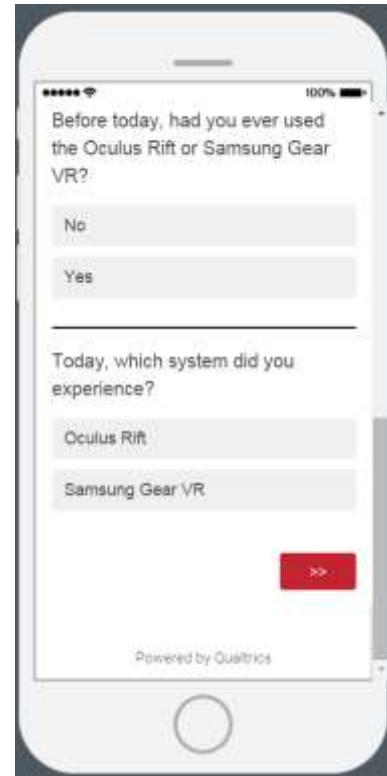 100%
Before today, had you ever used
the Oculus Rift or Samsung Gear
VR?
No
Yes
Today, which system did you
experience?
Oculus Rift
Samsung Gear VR
>>
Powered by Qualtrics